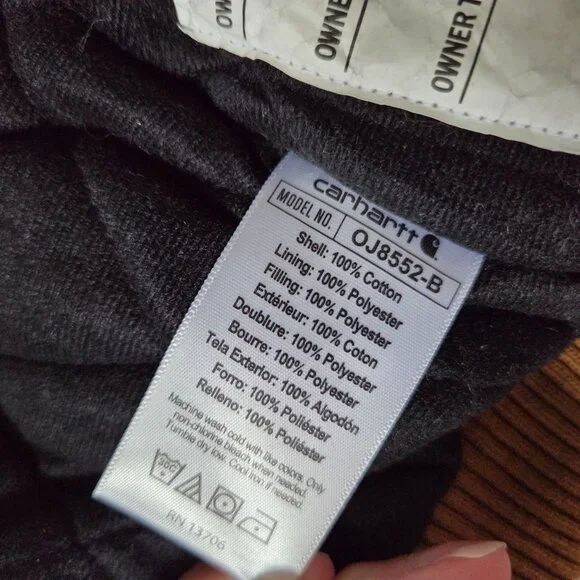 OWNER
OWNER
OWNER T
carhartt
MODEL NO. OJ8552-B
Shell: 100% Cotton
Lining: 100% Polyester
Filling: 100% Polyester
Extérieur: 100% Coton
Doublure: 100% Polyester
Bourre: 100% Polyester
Tela Exterior: 100% Algodón
Forro: 100% Poliéster
Relleno: 100% Poliéster
Machine wash cold with like colors. Only
non-chlorine bleach when needed.
Tumble dry low. Cool iron if needed.
RN 13706